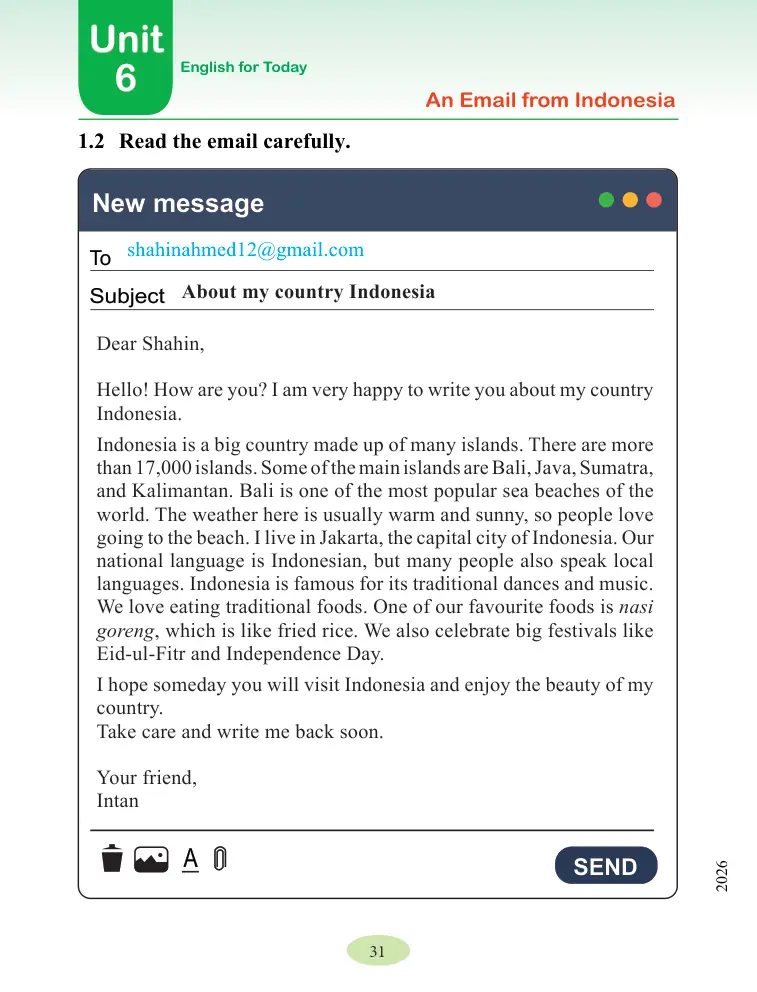 Unit
6
English for Today
An Email from Indonesia
1.2 Read the email carefully.
New message
To shahinahmed12@gmail.com
Subject About my country Indonesia
Dear Shahin,
Hello! How are you? I am very happy to write you about my country
Indonesia.
Indonesia is a big country made up of many islands. There are more
than 17,000 islands. Some of the main islands are Bali, Java, Sumatra,
and Kalimantan. Bali is one of the most popular sea beaches of the
world. The weather here is usually warm and sunny, so people love
going to the beach. I live in Jakarta, the capital city of Indonesia. Our
national language is Indonesian, but many people also speak local
languages. Indonesia is famous for its traditional dances and music.
We love eating traditional foods. One of our favourite foods is nasi
goreng, which is like fried rice. We also celebrate big festivals like
Eid-ul-Fitr and Independence Day.
I hope someday you will visit Indonesia and enjoy the beauty of my
country.
Take care and write me back soon.
Your friend,
Intan
A
SEND
2026
31